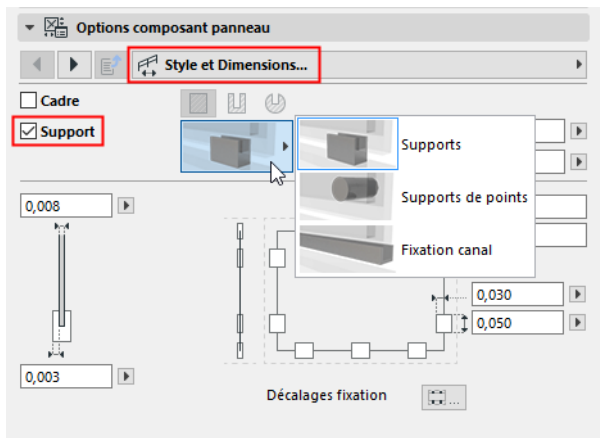 Options composant panneau
Style et Dimensions...
Cadre
Support
Supports
Supports de points
Fixation canal
0,008
0,030
0,050
0,003
Décalages fixation
...